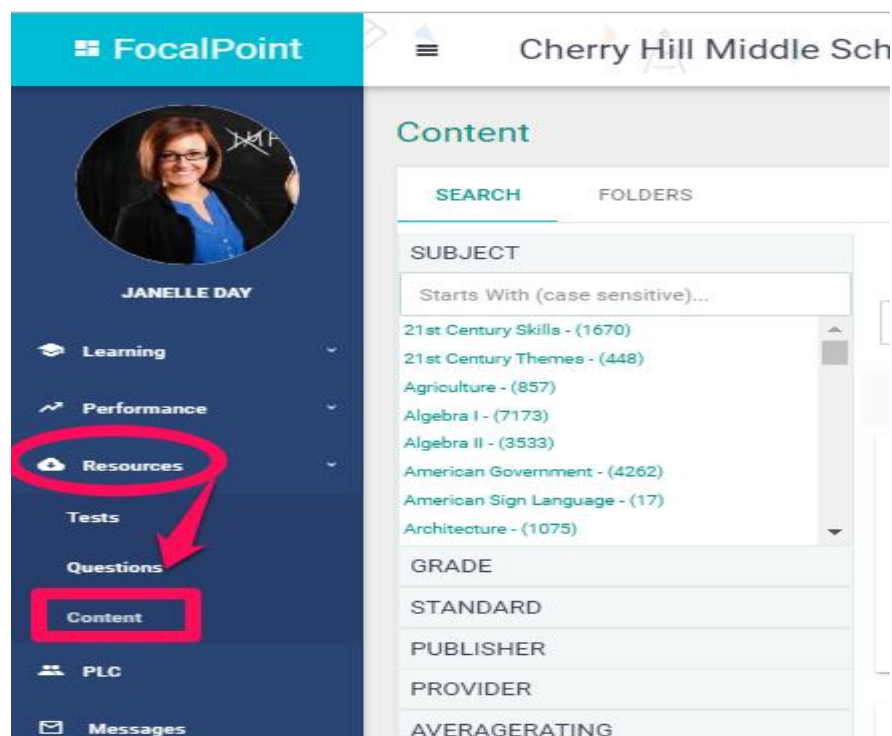 FocalPoint
Cherry Hill Middle Sch
JANELLE DAY
Learning
Performance
Resources
Tests
Questions
Content
PLC
Messages
Content
SEARCH FOLDERS
SUBJECT
Starts With (case sensitive)...
21st Century Skills - (1670)
21st Century Themes - (448)
Agriculture - (857)
Algebra I - (7173)
Algebra II - (3533)
American Government - (4262)
American Sign Language - (17)
Architecture - (1075)
GRADE
STANDARD
PUBLISHER
PROVIDER
AVERAGERATING